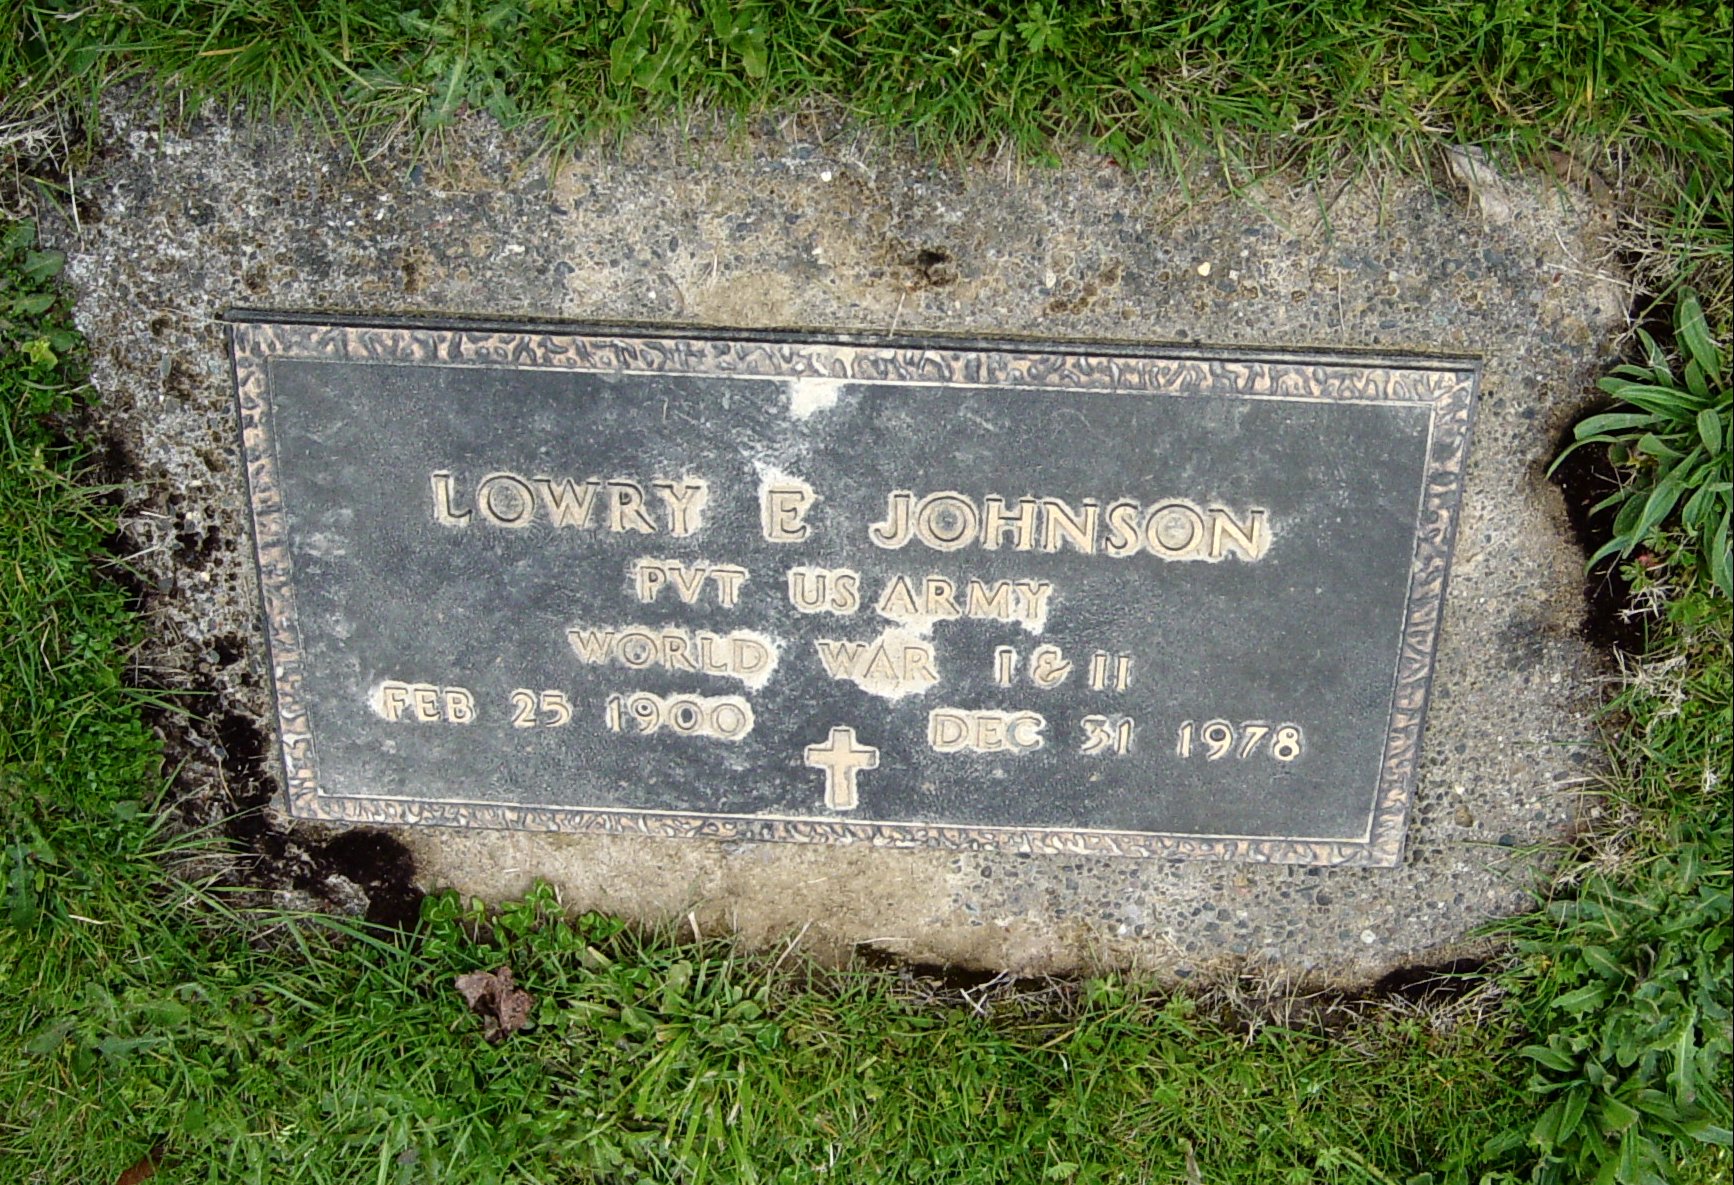 LOWRY E JOHNSON
PVT US ARMY
WORLD WAR I & II
FEB 25 1900 DEC 31 1978